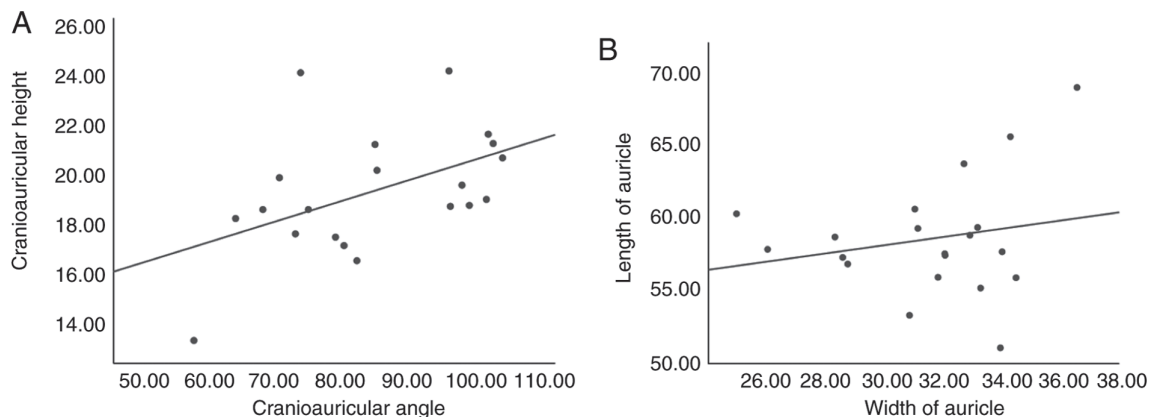 A
Cranioauricular height
26.00
24.00
22.00
20.00
18.00
16.00
14.00
50.00 60.00 70.00 80.00 90.00 100.00 110.00
Cranioauricular angle
B
Length of auricle
70.00
65.00
60.00
55.00
50.00
26.00 28.00 30.00 32.00 34.00 36.00 38.00
Width of auricle